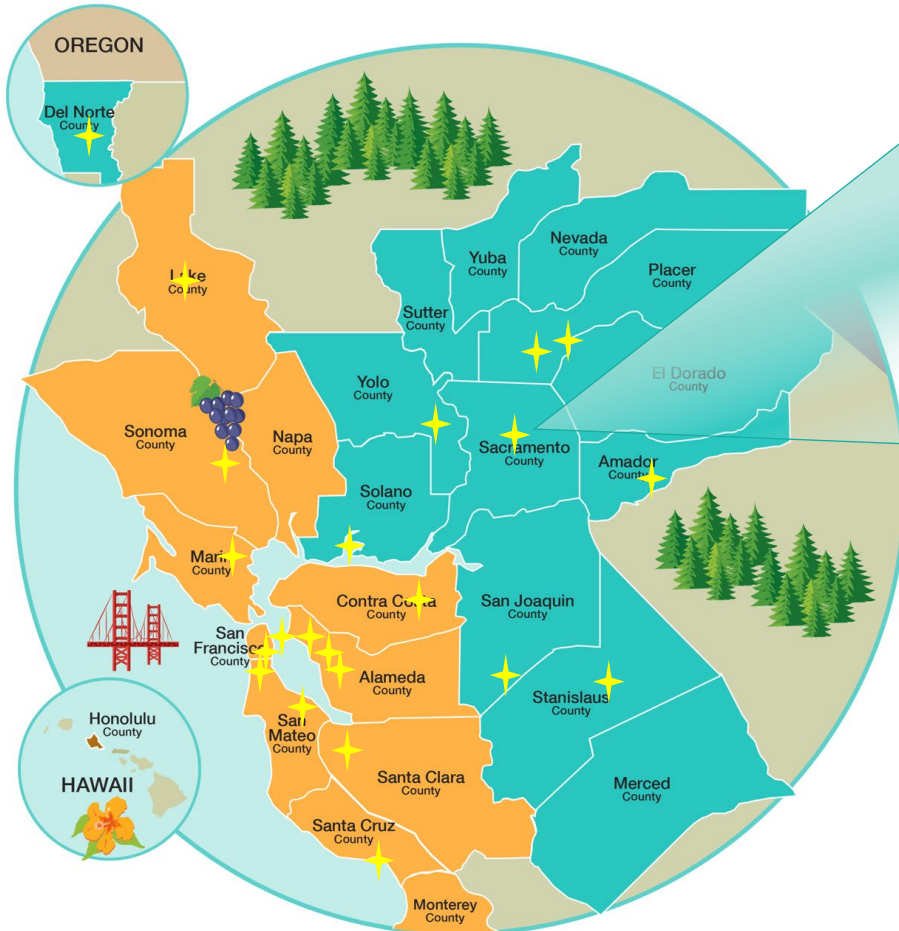 OREGON
Del Norte
County
Lake
County
Yuba
County
Nevada
County
Placer
County
Sutter
County
El Dorado
County
Yolo
County
Sonoma
County
Napa
County
Sacramento
County
Amador
County
Solano
County
Marin
County
Contra Costa
County
San Joaquin
County
San
Francisco
County
Alameda
County
Stanislaus
County
Honolulu
County
HAWAII
San
Mateo
County
Santa Clara
County
Merced
County
Santa Cruz
County
Monterey
County